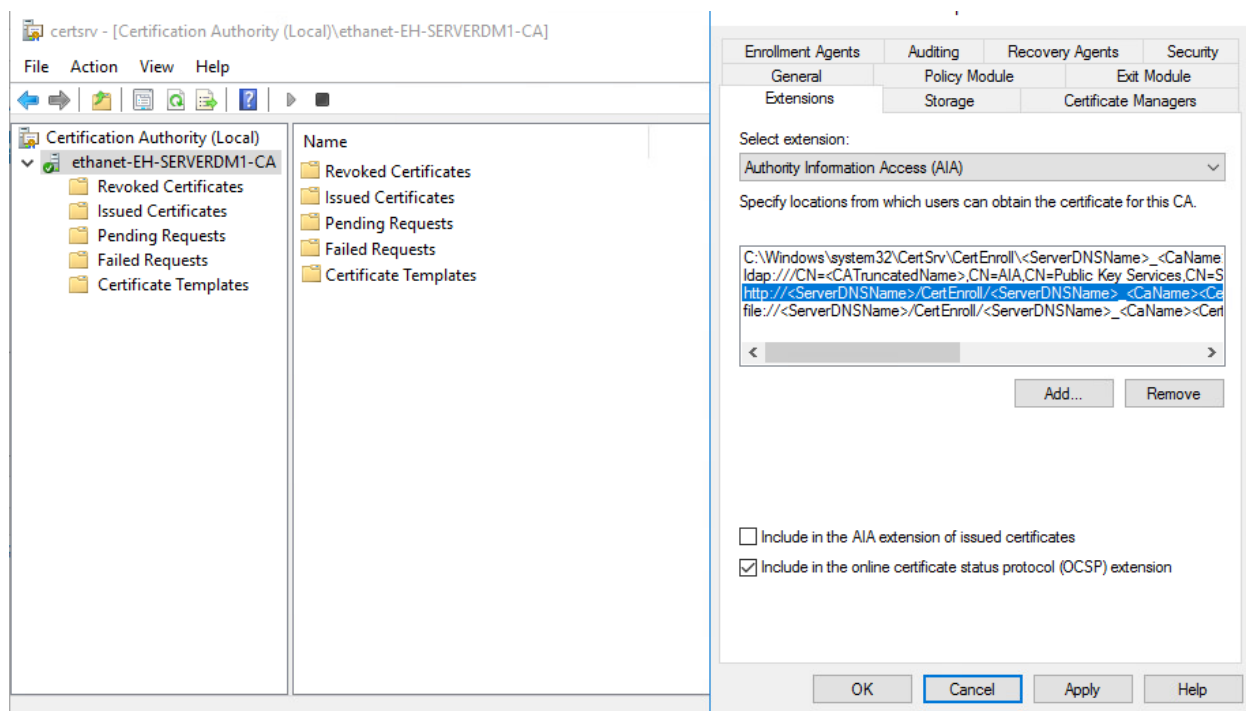 certsrv - [Certification Authority (Local)\ethanet-EH-SERVERDM1-CA]
File Action View Help
Certification Authority (Local)
ethanet-EH-SERVERDM1-CA
Revoked Certificates
Issued Certificates
Pending Requests
Failed Requests
Certificate Templates
Name
Revoked Certificates
Issued Certificates
Pending Requests
Failed Requests
Certificate Templates
Enrollment Agents Auditing Recovery Agents Security
General Policy Module Exit Module
Extensions Storage Certificate Managers
Select extension:
Authority Information Access (AIA)
Specify locations from which users can obtain the certificate for this CA.
C:\Windows\system32\CertSrv\CertEnroll\<ServerDNSName>_<CaName
ldap:///CN=<CATruncatedName>,CN=AIA,CN=Public Key Services,CN=S
http://<ServerDNSName>/CertEnroll/<ServerDNSName>_<CaName><Ce
file://<ServerDNSName>/CertEnroll/<ServerDNSName>_<CaName><Cert
Add... Remove
Include in the AIA extension of issued certificates
Include in the online certificate status protocol (OCSP) extension
OK Cancel Apply Help